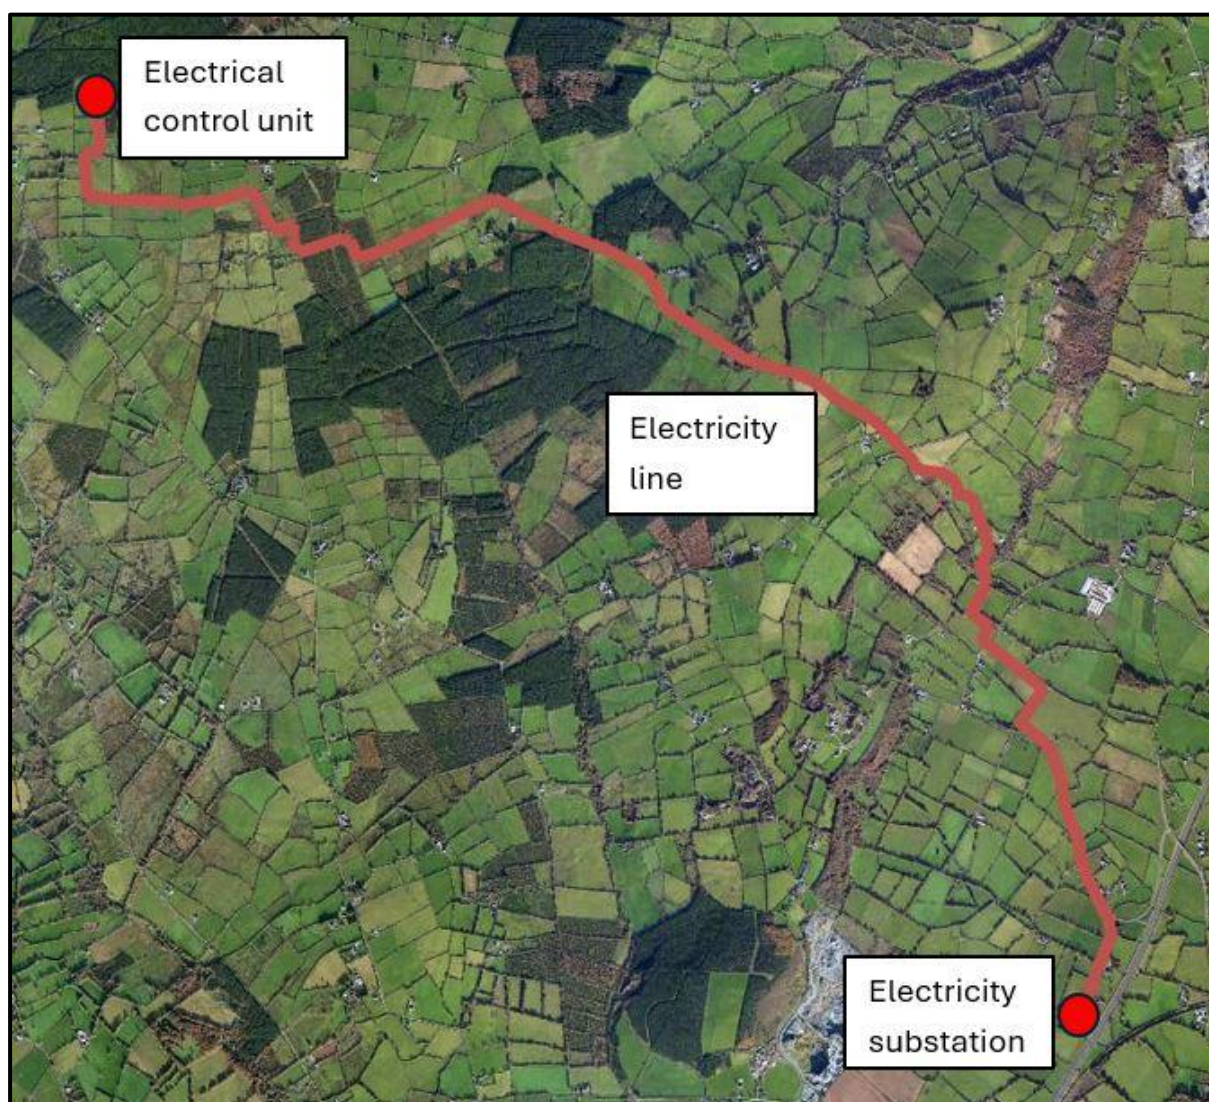 Electrical
control unit
Electricity
line
Electricity
substation